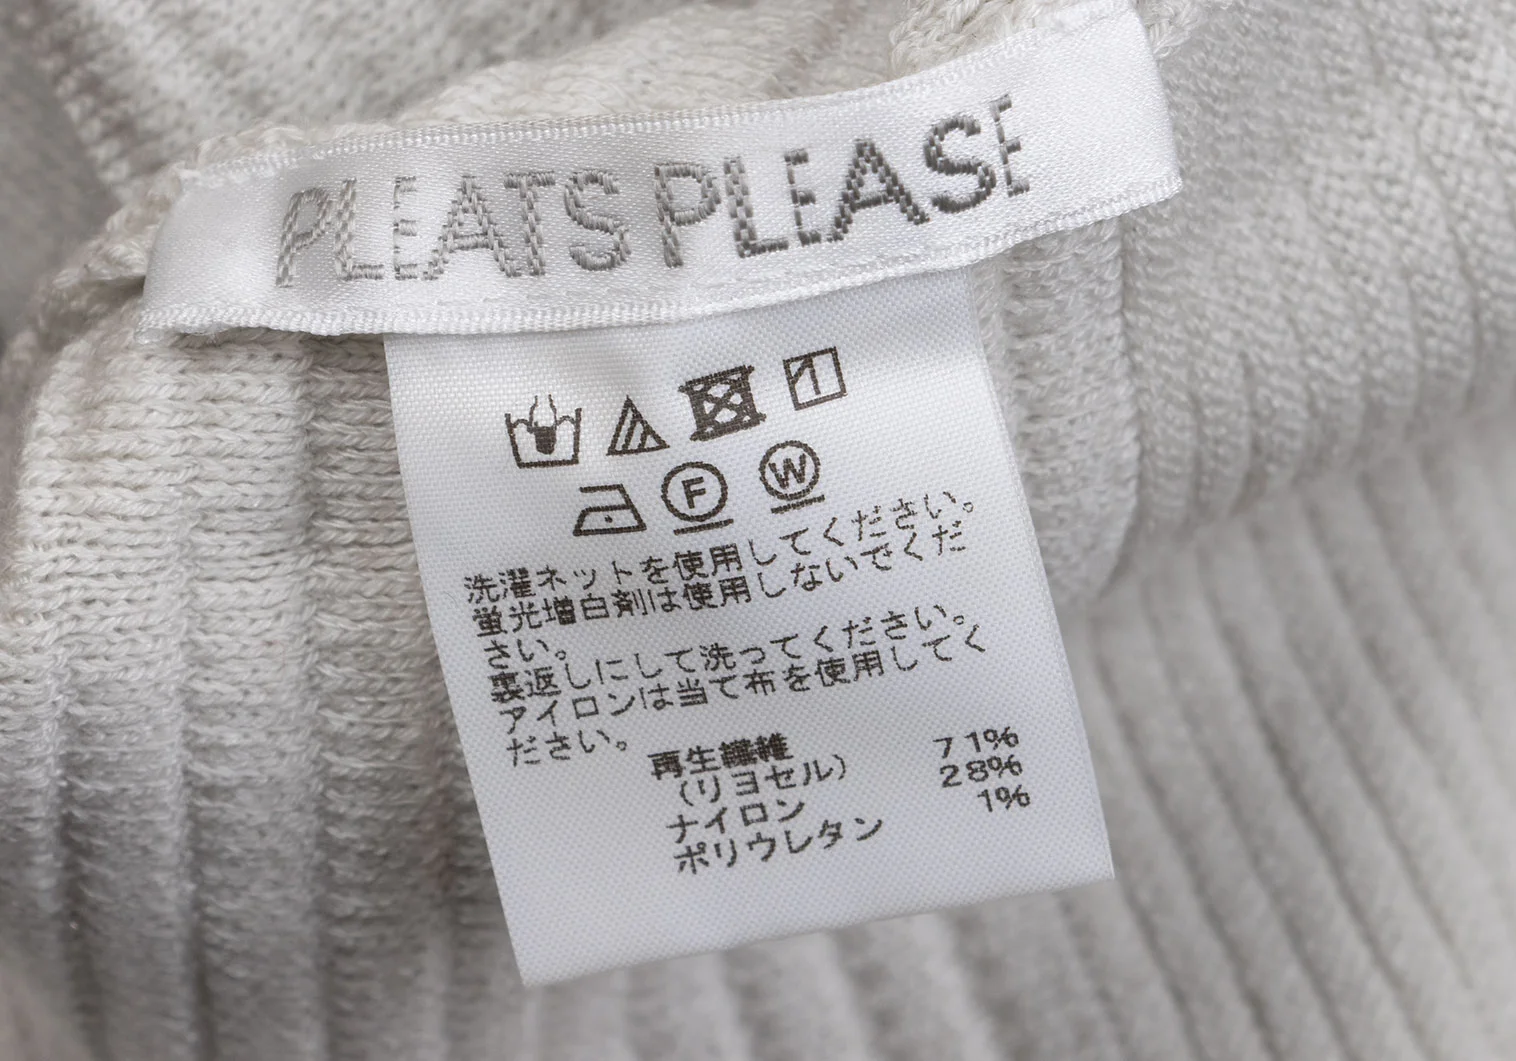 PLEATS PLEASE
F W
洗濯ネットを使用してください。
蛍光増白剤は使用しないでくだ
さい。
裏返しにして洗ってください。
アイロンは当て布を使用してく
ださい。
再生繊維 71%
(リヨセル) 28%
ナイロン 1%
ポリウレタン